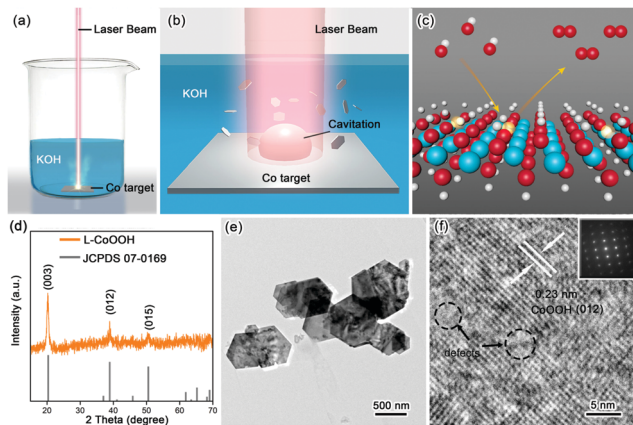 (a)
Laser Beam
KOH
Co target
(b)
Laser Beam
KOH
Cavitation
Co target
(c)
(d)
L-CoOOH
JCPDS 07-0169
(003)
(012)
(015)
Intensity (a.u.)
20 30 40 50 60 70
2 Theta (degree)
(e)
500 nm
(f)
0.23 nm
CoOOH (012)
defects
5 nm